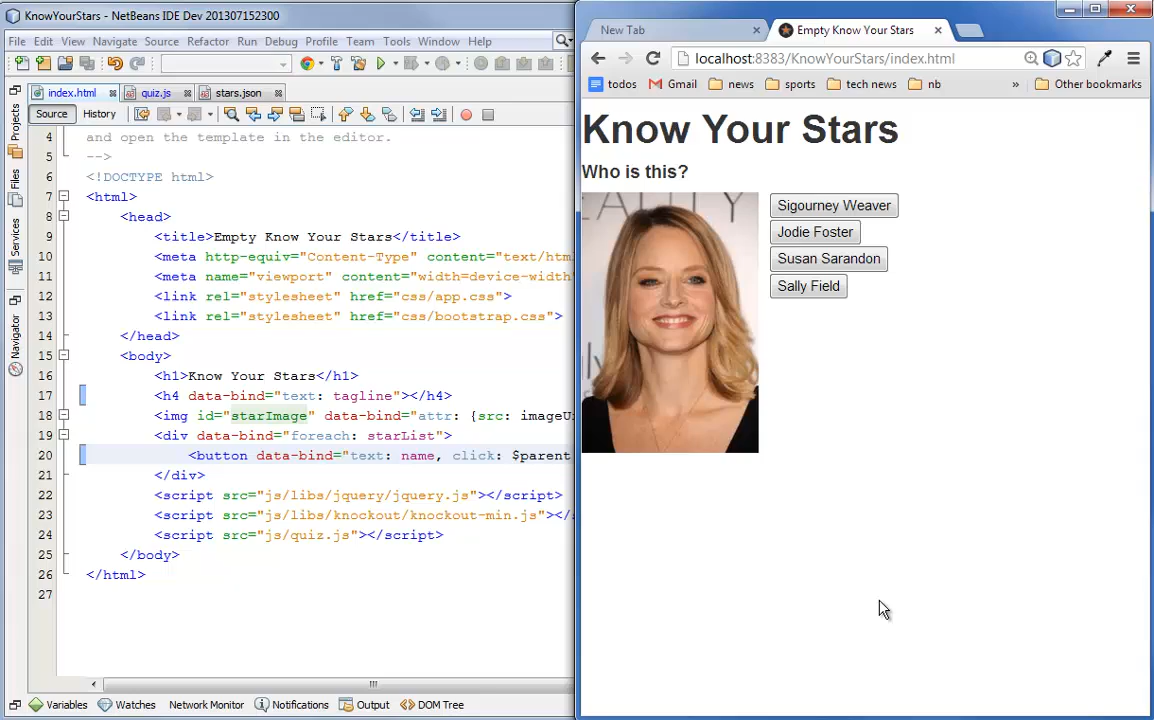 KnowYourStars - NetBeans IDE Dev 201307152300
File Edit View Navigate Source Refactor Run Debug Profile Team Tools Window Help
index.html quiz.js stars.json
Source History
Projects
Files
Services
Navigator
4 and open the template in the editor.
5 -->
6 <!DOCTYPE html>
7 <html>
8 <head>
9 <title>Empty Know Your Stars</title>
10 <meta http-equiv="Content-Type" content="text/htm
11 <meta name="viewport" content="width=device-width
12 <link rel="stylesheet" href="css/app.css">
13 <link rel="stylesheet" href="css/bootstrap.css">
14 </head>
15 <body>
16 <h1>Know Your Stars</h1>
17 <h4 data-bind="text: tagline"></h4>
18 <img id="starImage" data-bind="attr: {src: imageU
19 <div data-bind="foreach: starList">
20 <button data-bind="text: name, click: $parent
21 </div>
22 <script src="js/libs/jquery/jquery.js"></script>
23 <script src="js/libs/knockout/knockout-min.js"></s
24 <script src="js/quiz.js"></script>
25 </body>
26 </html>
27
Variables Watches Network Monitor Notifications Output DOM Tree
New Tab Empty Know Your Stars
localhost:8383/KnowYourStars/index.html
todos Gmail news sports tech news nb » Other bookmarks
Know Your Stars
Who is this?
Sigourney Weaver
Jodie Foster
Susan Sarandon
Sally Field